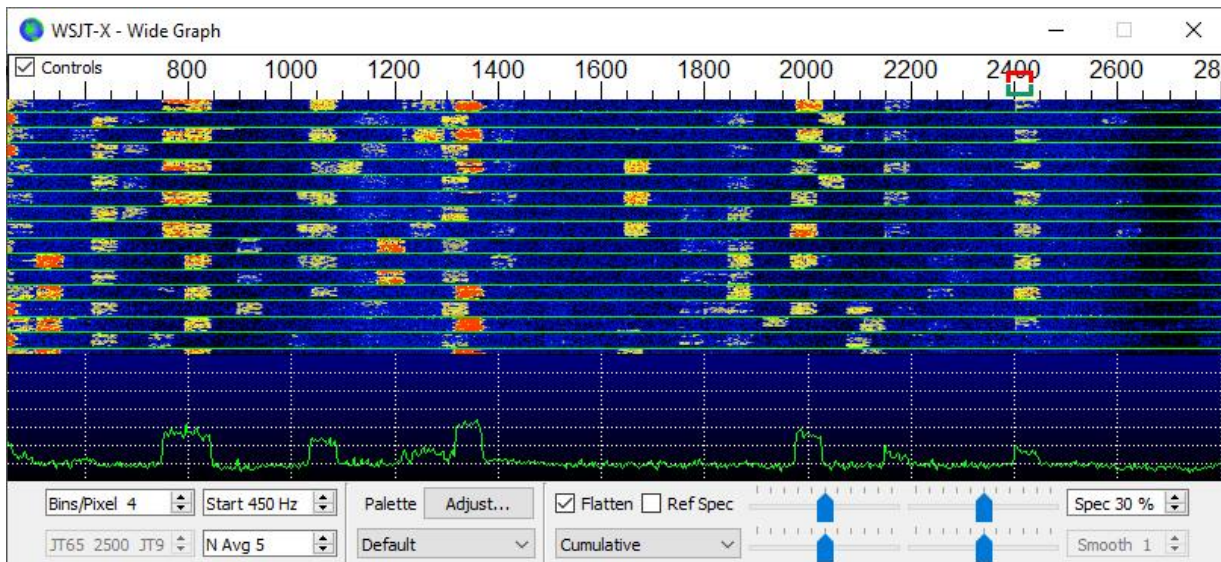 WSJT-X - Wide Graph
Controls 800 1000 1200 1400 1600 1800 2000 2200 2400 2600 28
Bins/Pixel 4 Start 450 Hz Palette Adjust... Flatten Ref Spec Spec 30 %
JT65 2500 JT9 N Avg 5 Default Cumulative Smooth 1